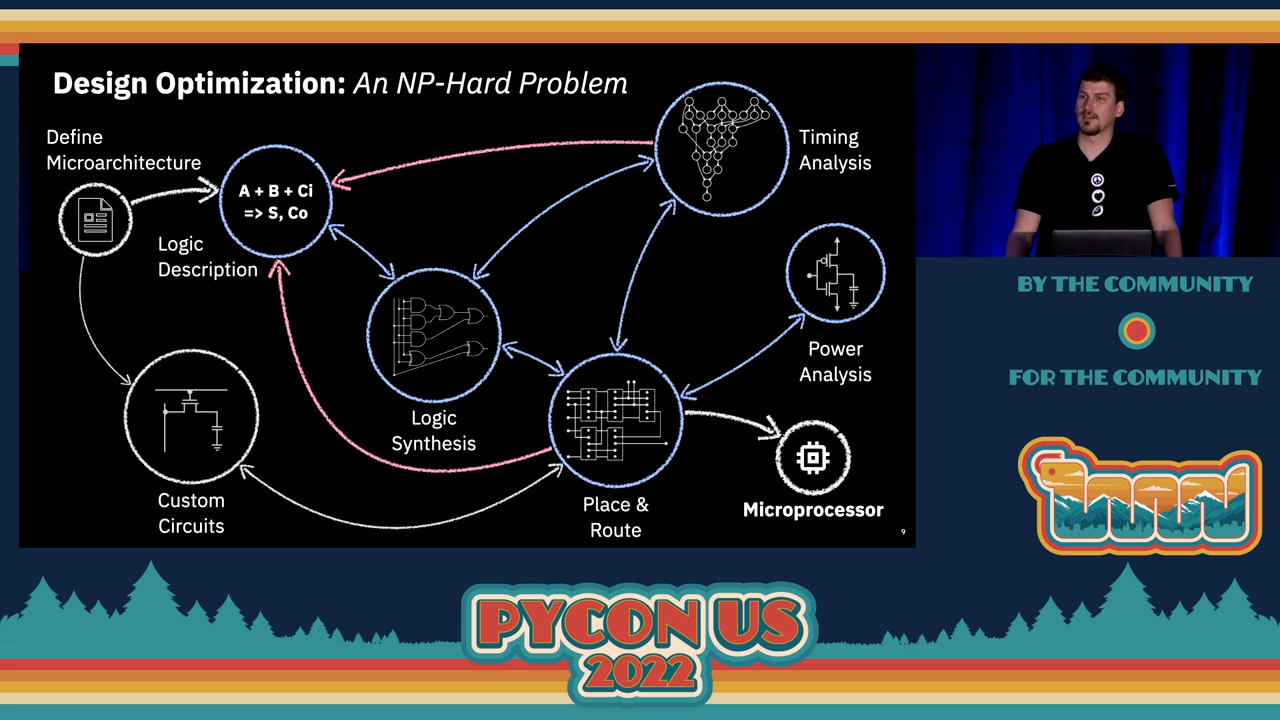 Design Optimization: An NP-Hard Problem
Define
Microarchitecture
A + B + Ci
=> S, Co
Logic
Description
Timing
Analysis
Power
Analysis
Logic
Synthesis
Custom
Circuits
Place &
Route
Microprocessor
9
BY THE COMMUNITY
FOR THE COMMUNITY
PYCON US
2022